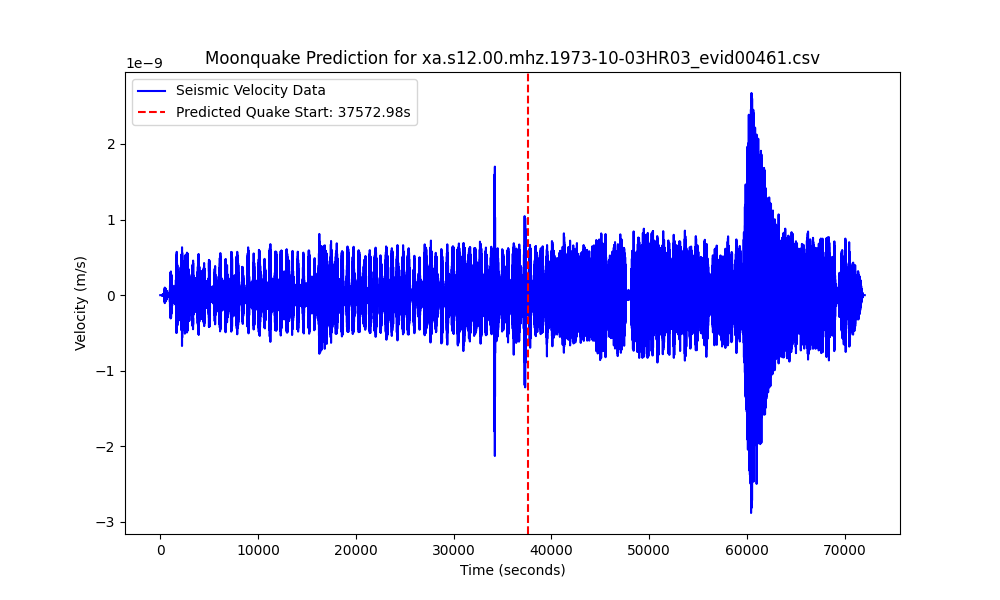 Moonquake Prediction for xa.s12.00.mhz.1973-10-03HR03_evid00461.csv
1e−9
Seismic Velocity Data
Predicted Quake Start: 37572.98s
2
1
0
−1
−2
−3
Velocity (m/s)
0 10000 20000 30000 40000 50000 60000 70000
Time (seconds)